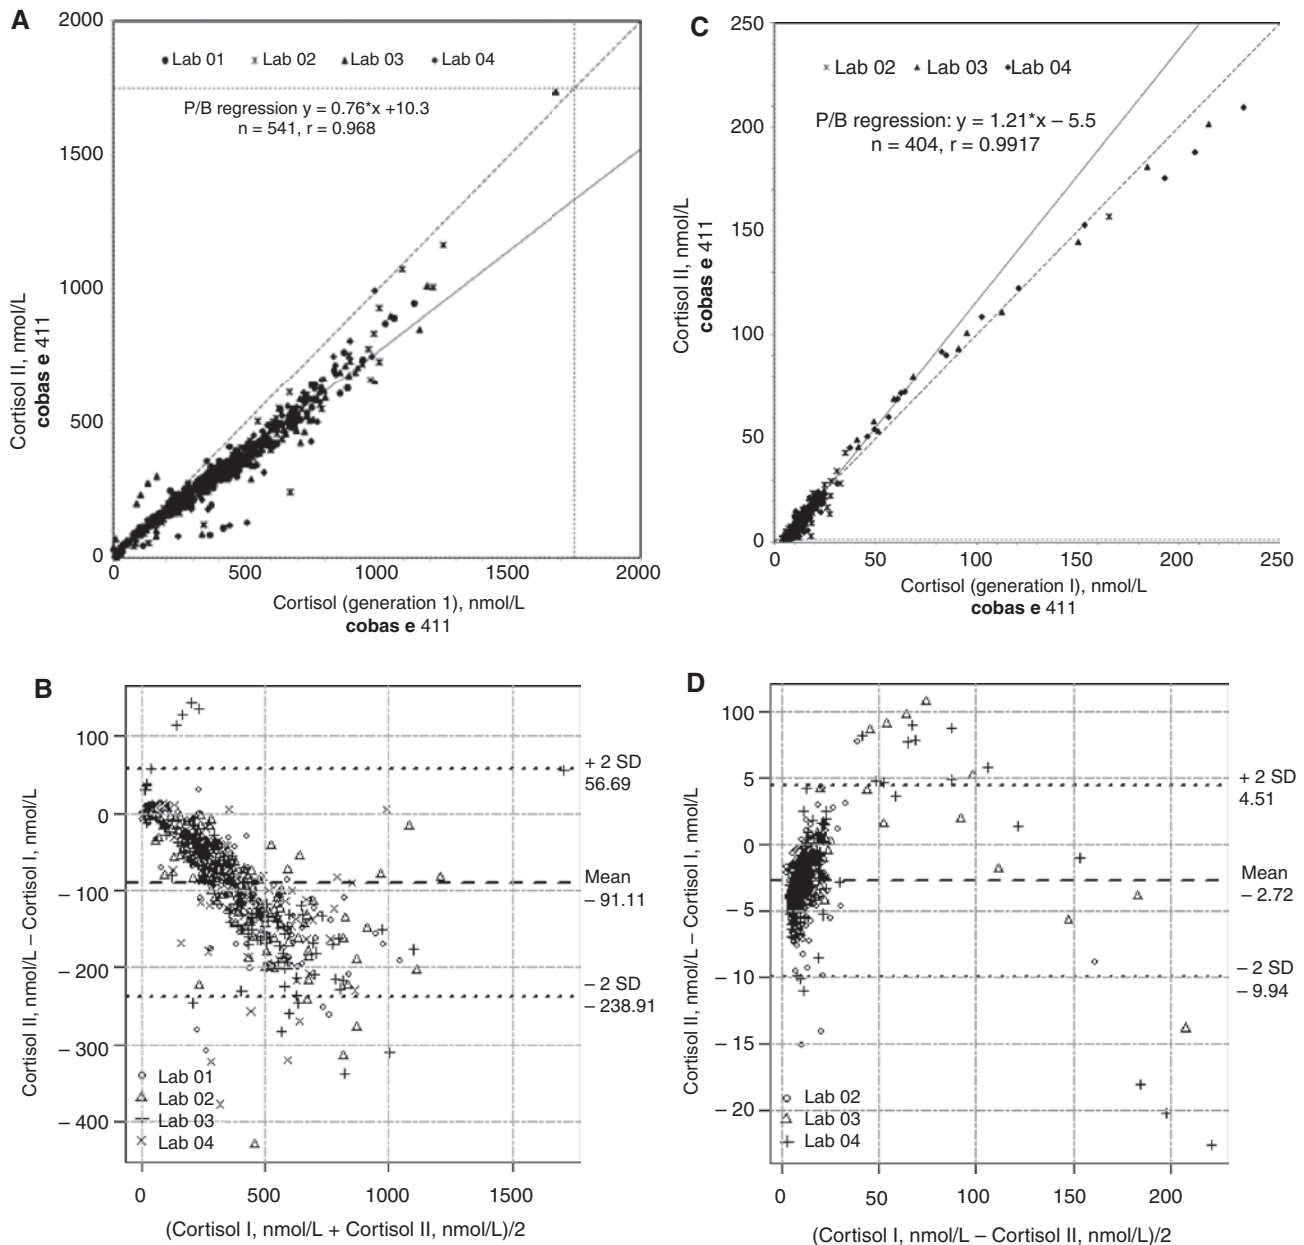 A
2000
1500
1000
500
0
Lab 01 Lab 02 Lab 03 Lab 04
P/B regression y = 0.76*x +10.3
n = 541, r = 0.968
Cortisol II, nmol/L
cobas e 411
0 500 1000 1500 2000
Cortisol (generation 1), nmol/L
cobas e 411
C
250
200
150
100
50
0
Lab 02 Lab 03 Lab 04
P/B regression: y = 1.21*x – 5.5
n = 404, r = 0.9917
Cortisol II, nmol/L
cobas e 411
0 50 100 150 200 250
Cortisol (generation I), nmol/L
cobas e 411
B
100
0
– 100
– 200
– 300
– 400
Cortisol II, nmol/L – Cortisol I, nmol/L
+ 2 SD
56.69
Mean
– 91.11
– 2 SD
– 238.91
Lab 01
Lab 02
Lab 03
Lab 04
0 500 1000 1500
(Cortisol I, nmol/L + Cortisol II, nmol/L)/2
D
100
5
0
– 5
– 10
– 15
– 20
Cortisol II, nmol/L – Cortisol I, nmol/L
+ 2 SD
4.51
Mean
– 2.72
– 2 SD
– 9.94
Lab 02
Lab 03
Lab 04
0 50 100 150 200
(Cortisol I, nmol/L – Cortisol II, nmol/L)/2